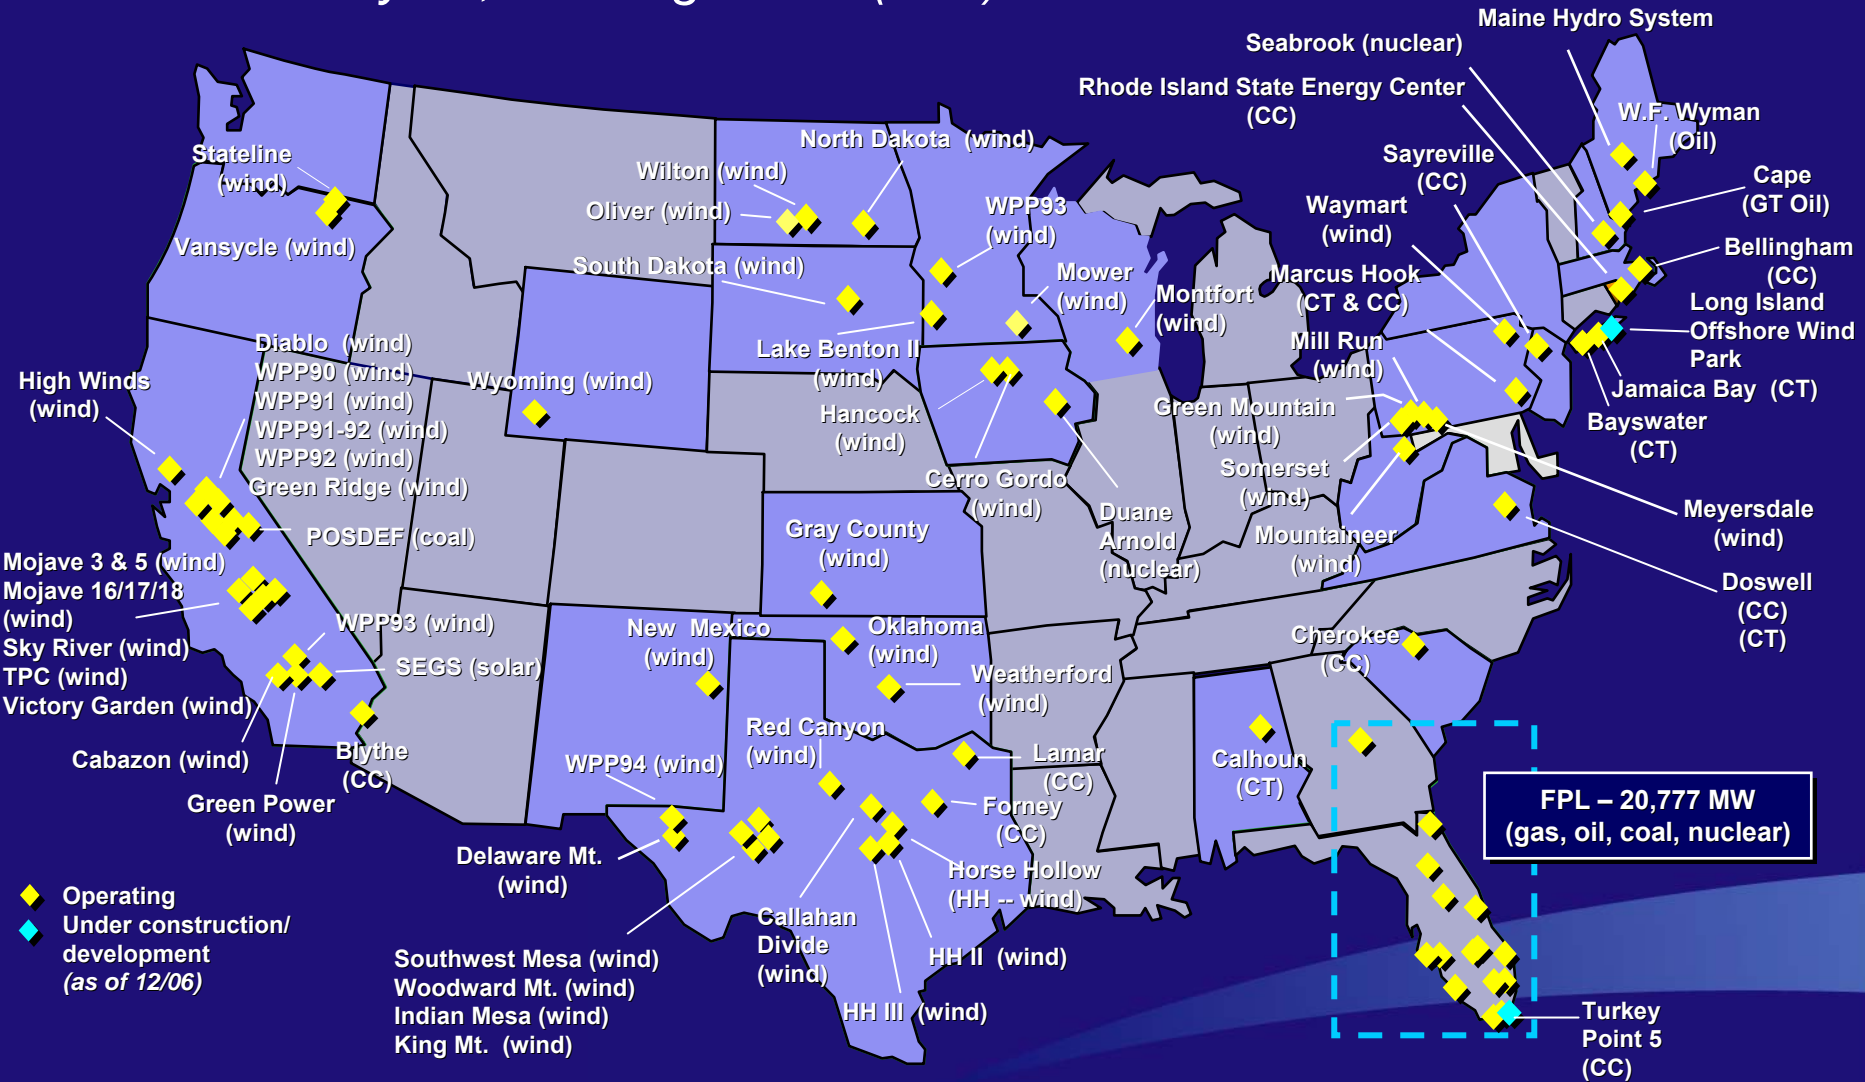 Maine Hydro System
Seabrook (nuclear)
Rhode Island State Energy Center
(CC)
W.F. Wyman
(Oil)
Sayreville
(CC)
Cape
(GT Oil)
Waymart
(wind)
Bellingham
(CC)
Marcus Hook
(CT & CC)
Long Island
Offshore Wind
Park
Mill Run
(wind)
Jamaica Bay (CT)
Bayswater
(CT)
Green Mountain
(wind)
Somerset
(wind)
Mountaineer
(wind)
Meyersdale
(wind)
Doswell
(CC)
(CT)
Stateline
(wind)
Vansycle (wind)
North Dakota (wind)
Wilton (wind)
Oliver (wind)
South Dakota (wind)
WPP93
(wind)
Mower
(wind)
Montfort
(wind)
Lake Benton II
(wind)
Hancock
(wind)
Cerro Gordo
(wind)
Duane
Arnold
(nuclear)
Wyoming (wind)
High Winds
(wind)
Diablo (wind)
WPP90 (wind)
WPP91 (wind)
WPP91-92 (wind)
WPP92 (wind)
Green Ridge (wind)
POSDEF (coal)
Mojave 3 & 5 (wind)
Mojave 16/17/18
(wind)
Sky River (wind)
TPC (wind)
Victory Garden (wind)
WPP93 (wind)
SEGS (solar)
Cabazon (wind)
Green Power
(wind)
Blythe
(CC)
Gray County
(wind)
New Mexico
(wind)
Oklahoma
(wind)
Weatherford
(wind)
Red Canyon
(wind)
WPP94 (wind)
Lamar
(CC)
Forney
(CC)
Delaware Mt.
(wind)
Horse Hollow
(HH -- wind)
Callahan
Divide
(wind)
HH II (wind)
HH III (wind)
Southwest Mesa (wind)
Woodward Mt. (wind)
Indian Mesa (wind)
King Mt. (wind)
Cherokee
(CC)
Calhoun
(CT)
FPL – 20,777 MW
(gas, oil, coal, nuclear)
Turkey
Point 5
(CC)
Operating
Under construction/
development
(as of 12/06)